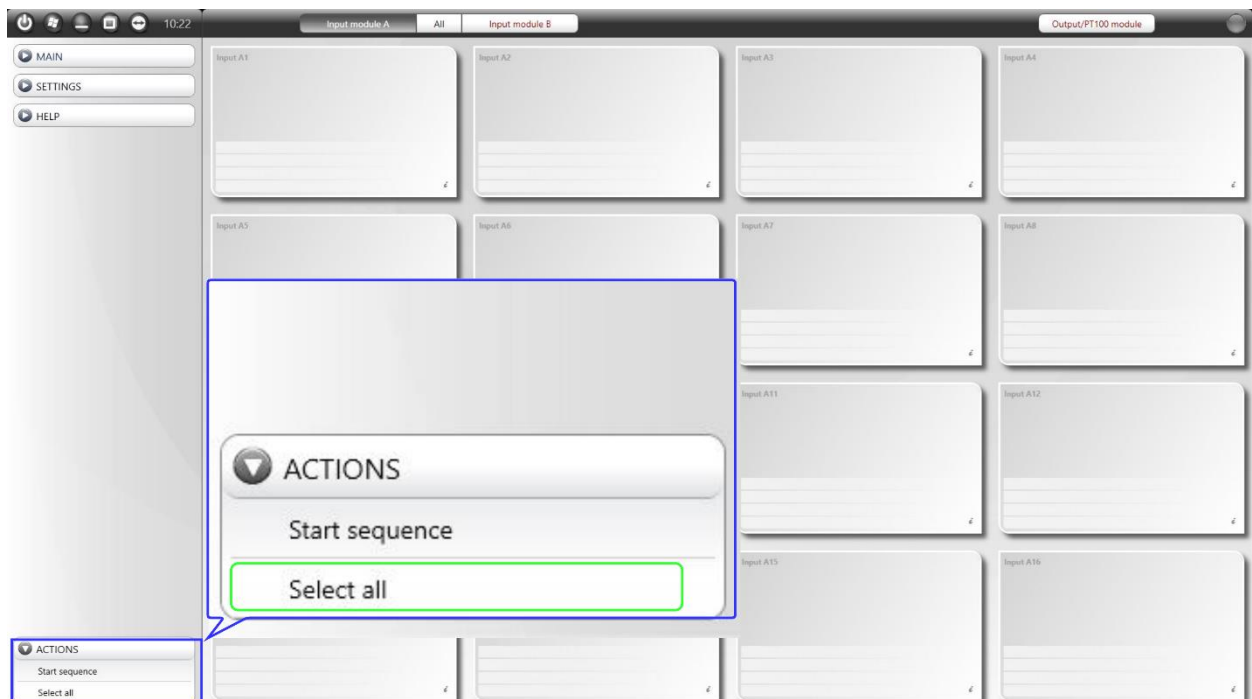 10:22
Input module A
All
Input module B
Output/PT100 module
MAIN
SETTINGS
HELP
Input A1
Input A2
Input A3
Input A4
i
i
i
i
Input A5
Input A6
Input A7
Input A8
i
i
Input A11
Input A12
i
i
ACTIONS
Start sequence
Select all
Input A15
Input A16
ACTIONS
Start sequence
Select all
i
i
i
i